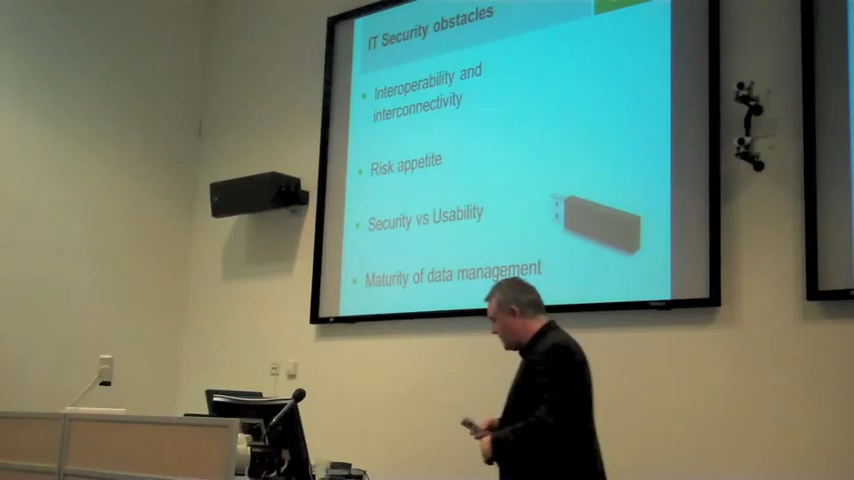 IT Security obstacles
Interoperability and
interconnectivity
Risk appetite
Security vs Usability
Maturity of data management